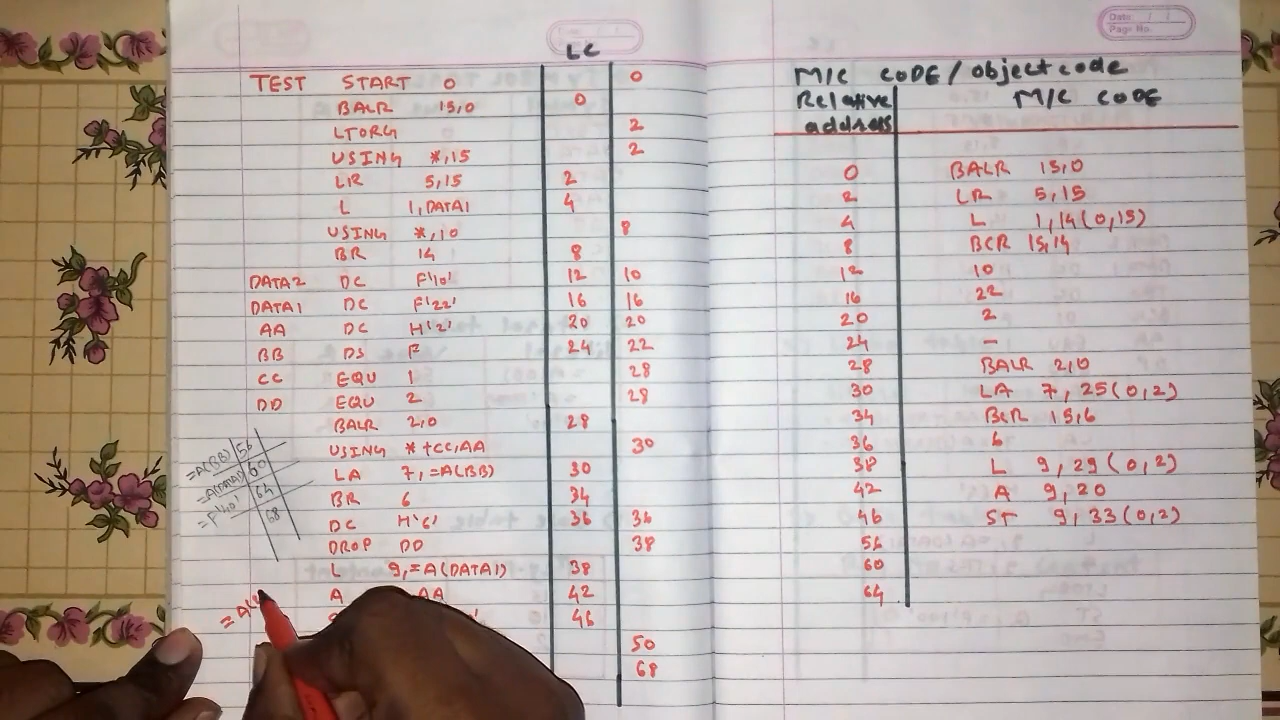 LC
TEST START 0 0
BALR 15,0 0
LTORG 2
USING *,15 2
LR 5,15 2
L 1,DATA1 4
USING *,10 8
BR 14 8
DATA2 DC F'10' 12 10
DATA1 DC F'22' 16 16
AA DC H'2' 20 20
BB DS F 24 22
CC EQU 1 28
DD EQU 2 28
BALR 2,0 28
USING *+CC,AA 30
LA 7,=A(BB) 30
BR 6 34
DC H'6' 36 36
DROP DD 38
L 9,=A(DATA1) 38
A AA 42
46
50
68
=A(BB) 56
=A(DATA1) 60
=F'40' 64
68
=A(
Date: / /
Page No.
M/C CODE / Object code
Relative address M/C CODE
0 BALR 15,0
2 LR 5,15
4 L 1,14(0,15)
8 BCR 15,14
12 10
16 22
20 2
24 -
28 BALR 2,0
30 LA 7,25(0,2)
34 BCR 15,6
36 6
38 L 9,29(0,2)
42 A 9,20
46 ST 9,33(0,2)
56
60
64